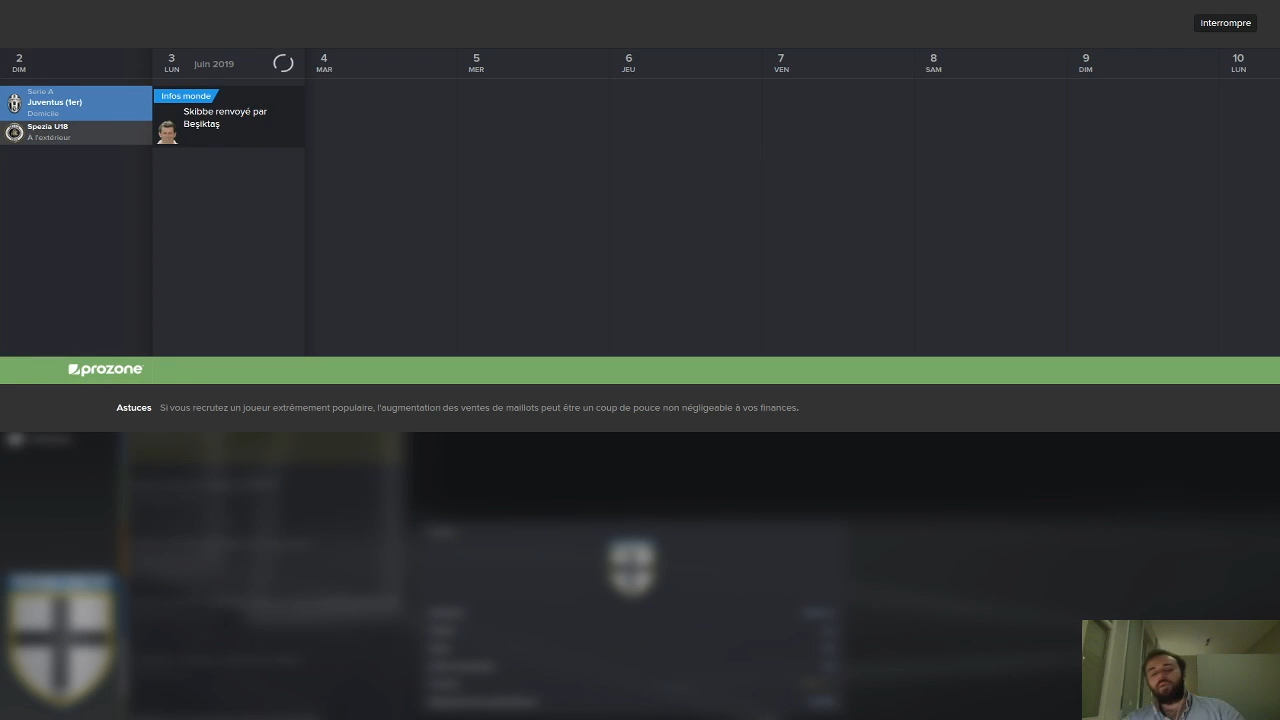 Interrompre
2
DIM
3
LUN
juin 2019
4
MAR
5
MER
6
JEU
7
VEN
8
SAM
9
DIM
10
LUN
Serie A
Juventus (1er)
Domicile
Spezia U18
À l'extérieur
Infos monde
Skibbe renvoyé par
Beşiktaş
prozone
Astuces Si vous recrutez un joueur extrêmement populaire, l'augmentation des ventes de maillots peut être un coup de pouce non négligeable à vos finances.